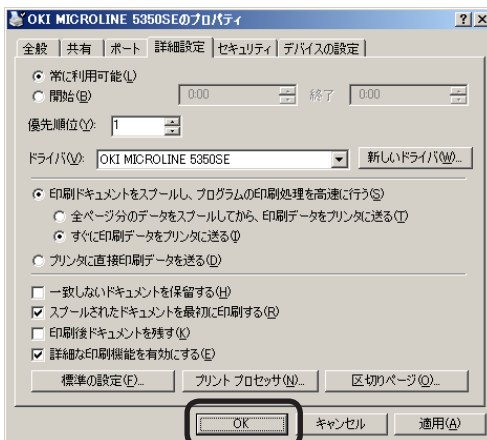 OKI MICROLINE 5350SEのプロパティ
全般 共有 ポート 詳細設定 セキュリティ デバイスの設定
常に利用可能(L)
開始(B) 0:00 終了 0:00
優先順位(Y): 1
ドライバ(V): OKI MICROLINE 5350SE 新しいドライバ(W)...
印刷ドキュメントをスプールし、プログラムの印刷処理を高速に行う(S)
全ページ分のデータをスプールしてから、印刷データをプリンタに送る(T)
すぐに印刷データをプリンタに送る(I)
プリンタに直接印刷データを送る(D)
一致しないドキュメントを保留する(H)
スプールされたドキュメントを最初に印刷する(R)
印刷後ドキュメントを残す(K)
詳細な印刷機能を有効にする(E)
標準の設定(F)... プリント プロセッサ(N)... 区切りページ(O)...
OK キャンセル 適用(A)